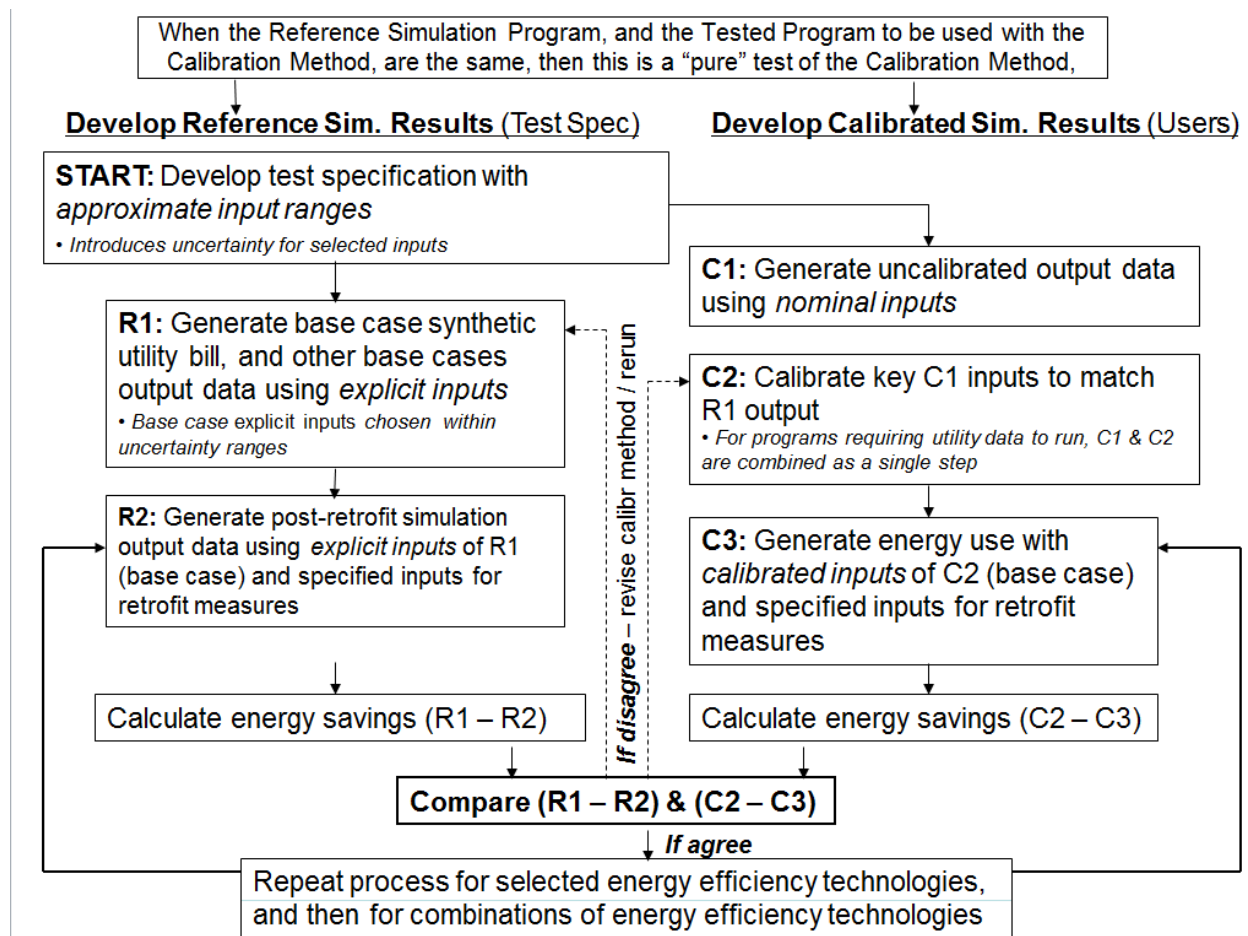 When the Reference Simulation Program, and the Tested Program to be used with the
Calibration Method, are the same, then this is a “pure” test of the Calibration Method,
Develop Reference Sim. Results (Test Spec)
START: Develop test specification with
approximate input ranges
• Introduces uncertainty for selected inputs
R1: Generate base case synthetic
utility bill, and other base cases
output data using explicit inputs
• Base case explicit inputs chosen within
uncertainty ranges
R2: Generate post-retrofit simulation
output data using explicit inputs of R1
(base case) and specified inputs for
retrofit measures
Calculate energy savings (R1 – R2)
Develop Calibrated Sim. Results (Users)
C1: Generate uncalibrated output data
using nominal inputs
C2: Calibrate key C1 inputs to match
R1 output
• For programs requiring utility data to run, C1 & C2
are combined as a single step
C3: Generate energy use with
calibrated inputs of C2 (base case)
and specified inputs for retrofit
measures
Calculate energy savings (C2 – C3)
If disagree – revise calibr method / rerun
Compare (R1 – R2) & (C2 – C3)
If agree
Repeat process for selected energy efficiency technologies,
and then for combinations of energy efficiency technologies